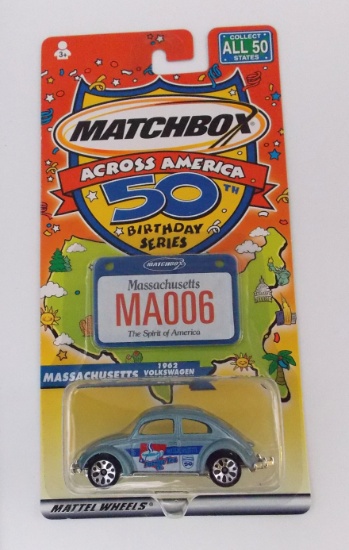 COLLECT
ALL 50
STATES
3+
MATCHBOX
ACROSS AMERICA
50TH
BIRTHDAY
SERIES
MATCHBOX
Massachusetts
MA006
The Spirit of America
MASSACHUSETTS
1962
VOLKSWAGEN
MATTEL WHEELS